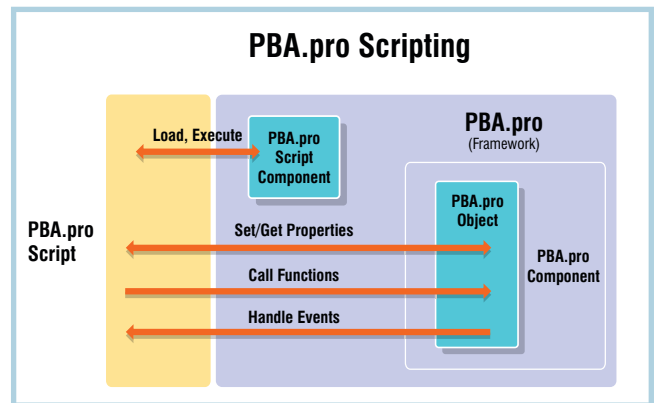 PBA.pro Scripting
Load, Execute
PBA.pro
Script
Component
PBA.pro
(Framework)
PBA.pro
Script
Set/Get Properties
Call Functions
Handle Events
PBA.pro
Object
PBA.pro
Component